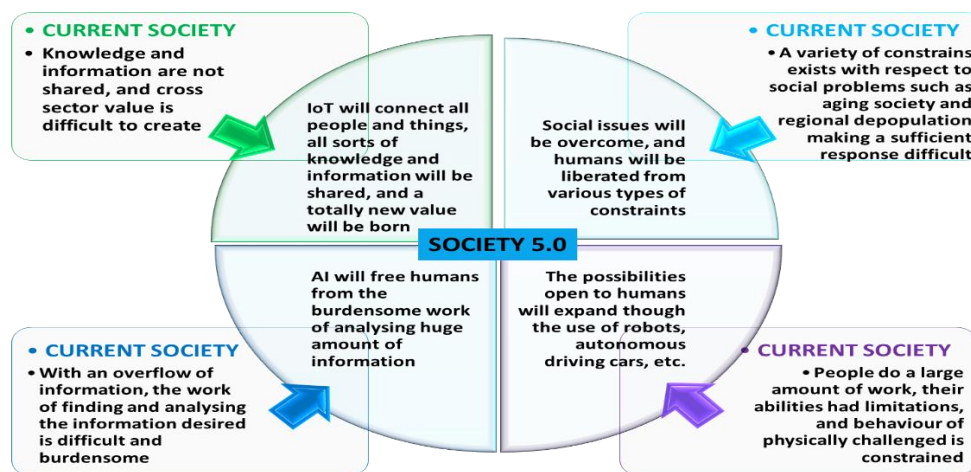 • CURRENT SOCIETY
• Knowledge and
information are not
shared, and cross
sector value is
difficult to create
IoT will connect all
people and things,
all sorts of
knowledge and
information will be
shared, and a
totally new value
will be born
• CURRENT SOCIETY
• A variety of constrains
exists with respect to
social problems such as
aging society and
regional depopulation
making a sufficient
response difficult
Social issues will
be overcome, and
humans will be
liberated from
various types of
constraints
SOCIETY 5.0
AI will free humans
from the
burdensome work
of analysing huge
amount of
information
The possibilities
open to humans
will expand though
the use of robots,
autonomous
driving cars, etc.
• CURRENT SOCIETY
• With an overflow of
information, the work
of finding and analysing
the information desired
is difficult and
burdensome
• CURRENT SOCIETY
• People do a large
amount of work, their
abilities had limitations,
and behaviour of
physically challenged is
constrained